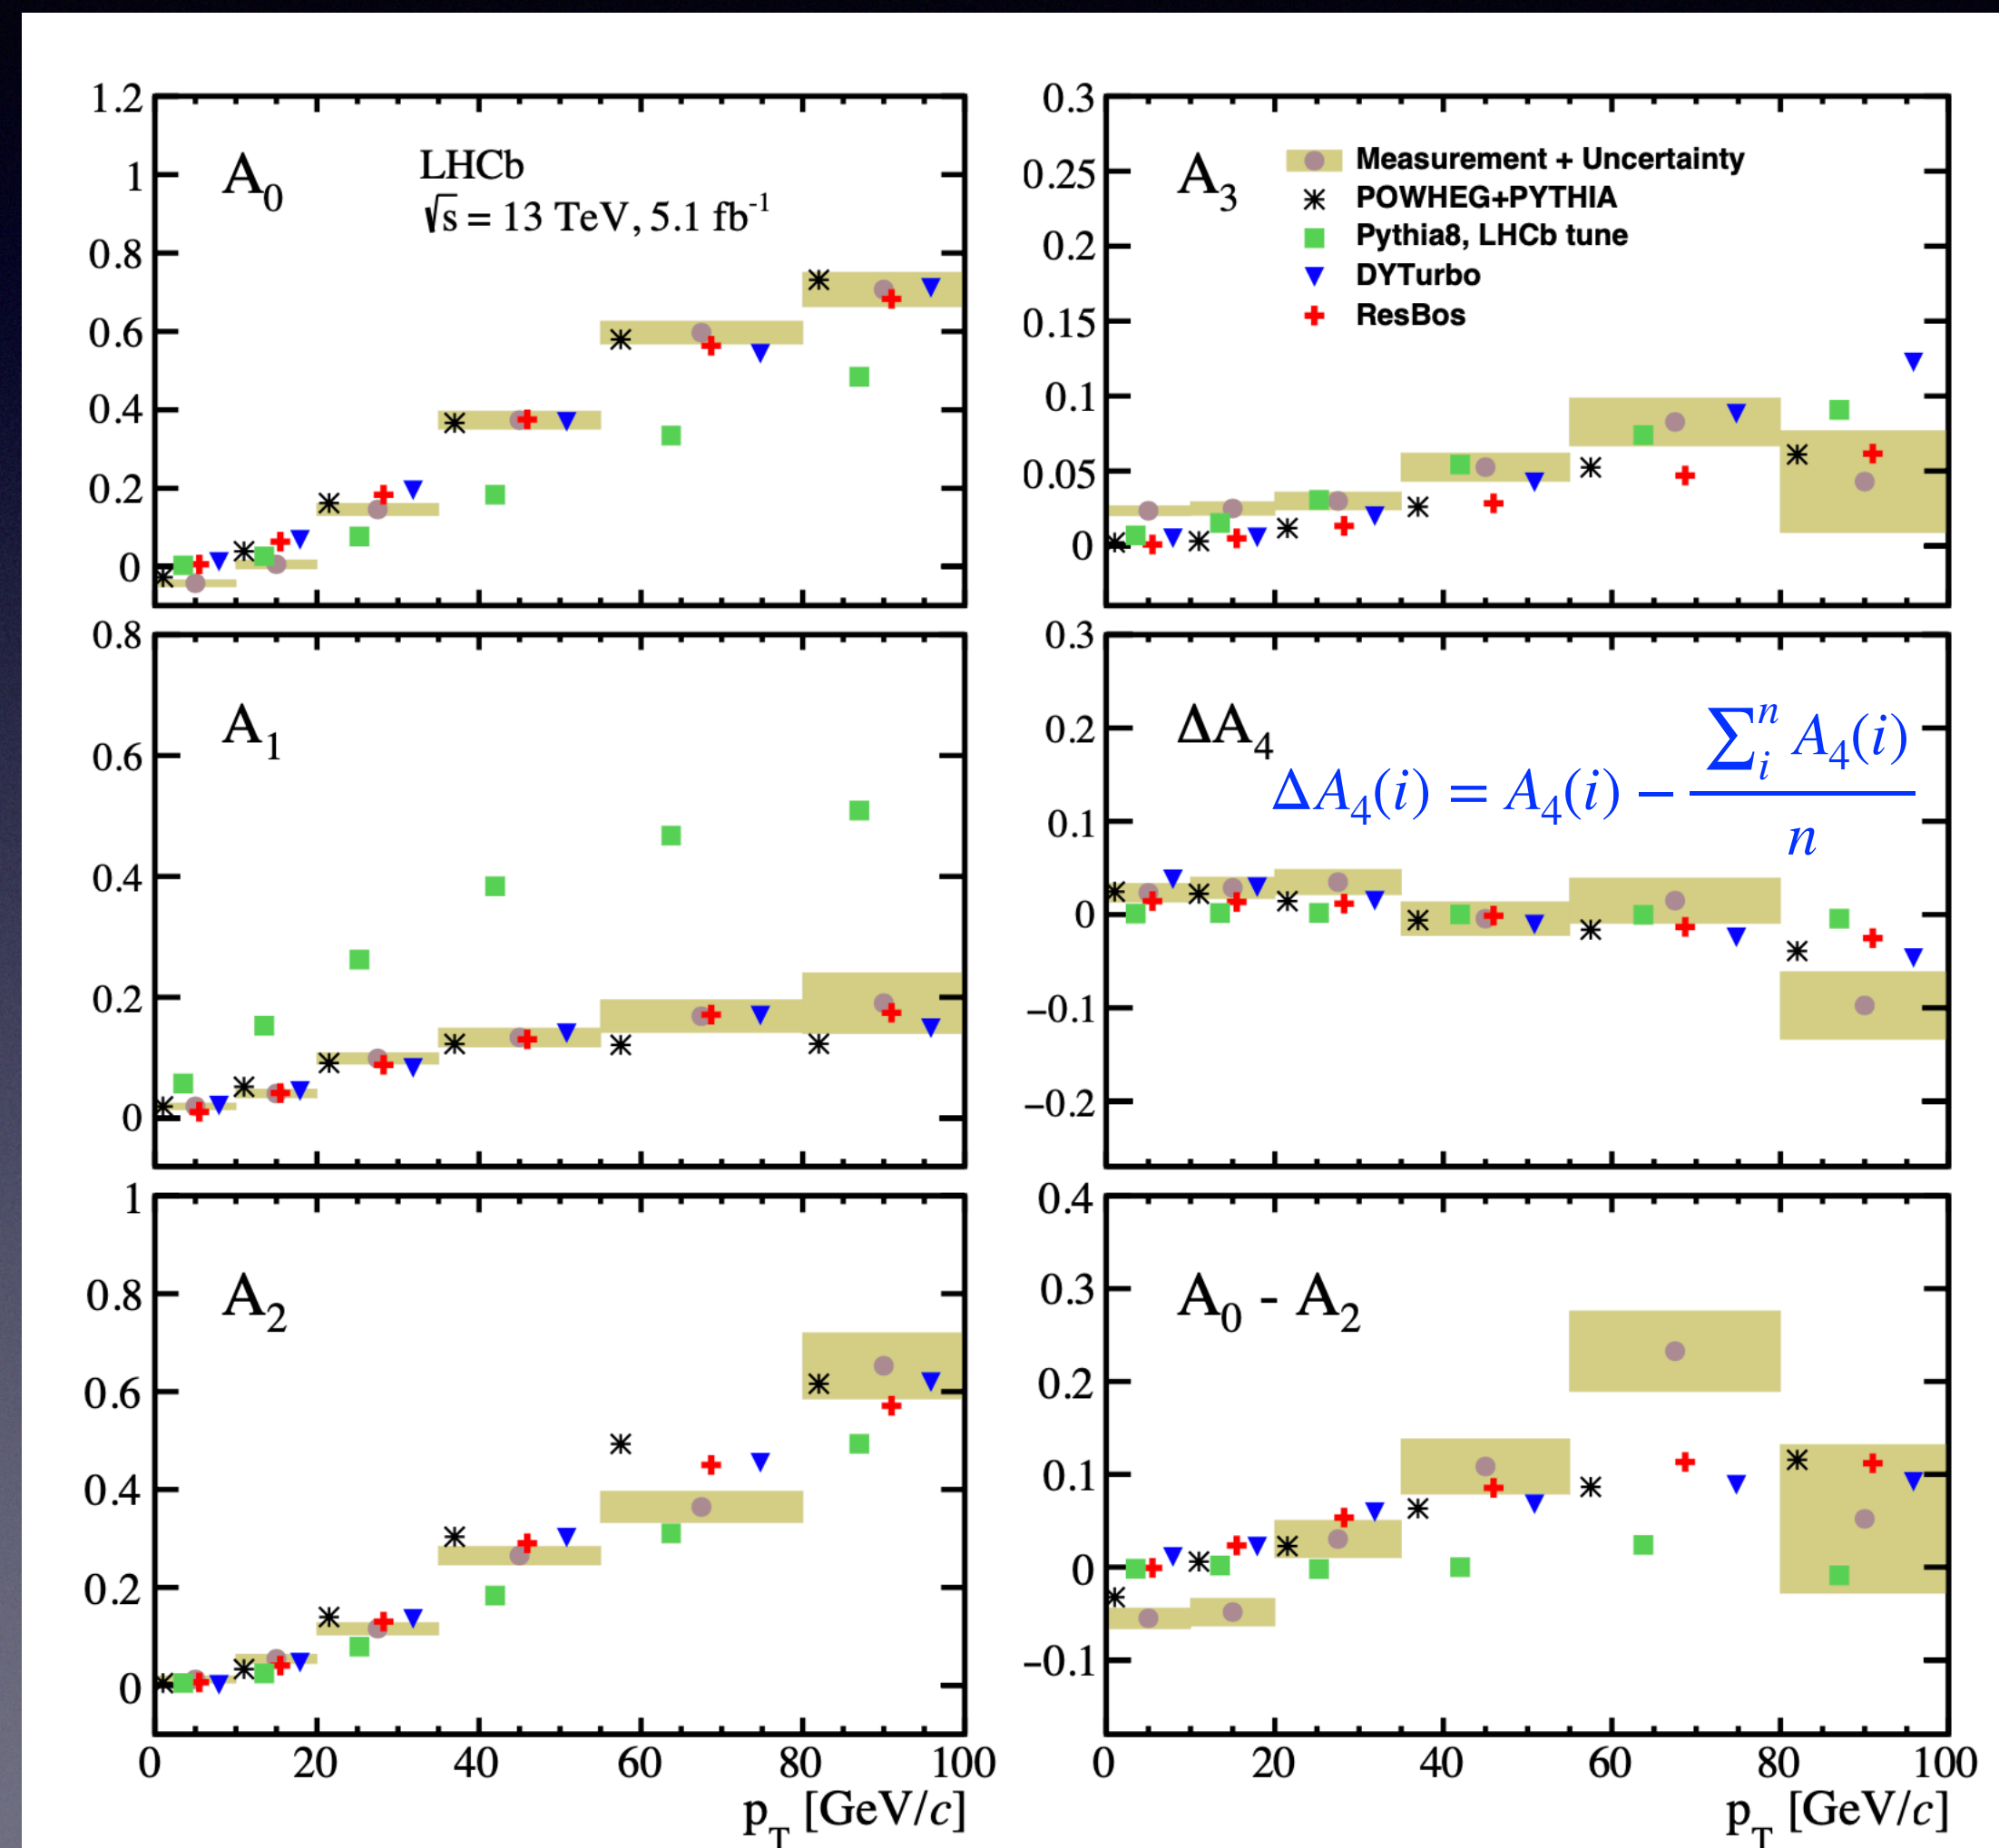 1.2
1
0.8
0.6
0.4
0.2
0
A₀
LHCb
√s = 13 TeV, 5.1 fb⁻¹
0.3
0.25
0.2
0.15
0.1
0.05
0
A₃
Measurement + Uncertainty
POWHEG+PYTHIA
Pythia8, LHCb tune
DYTurbo
ResBos
0.8
0.6
0.4
0.2
0
A₁
0.3
0.2
0.1
0
−0.1
−0.2
ΔA₄
ΔA₄(i) = A₄(i) − ∑ᵢⁿ A₄(i) / n
1
0.8
0.6
0.4
0.2
0
A₂
0 20 40 60 80 100
p_T [GeV/c]
0.4
0.3
0.2
0.1
0
−0.1
A₀ - A₂
0 20 40 60 80 100
p_T [GeV/c]